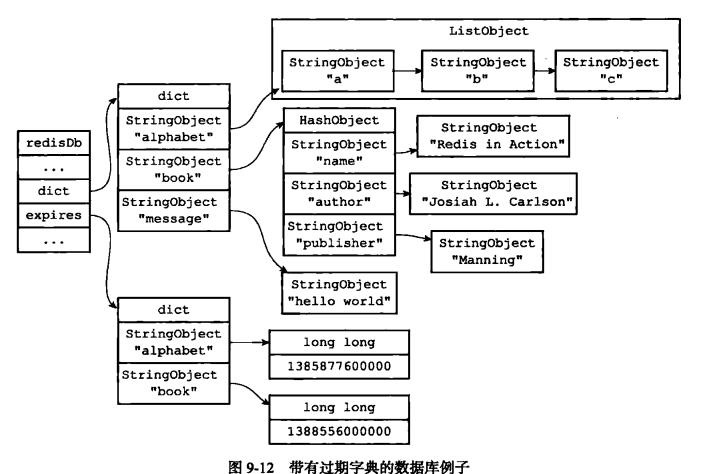 ListObject
StringObject
"a"
StringObject
"b"
StringObject
"c"
dict
StringObject
"alphabet"
StringObject
"book"
StringObject
"message"
HashObject
StringObject
"name"
StringObject
"author"
StringObject
"publisher"
StringObject
"Redis in Action"
StringObject
"Josiah L. Carlson"
StringObject
"Manning"
redisDb
...
dict
expires
...
StringObject
"hello world"
dict
StringObject
"alphabet"
StringObject
"book"
long long
1385877600000
long long
1388556000000
图 9-12 带有过期字典的数据库例子